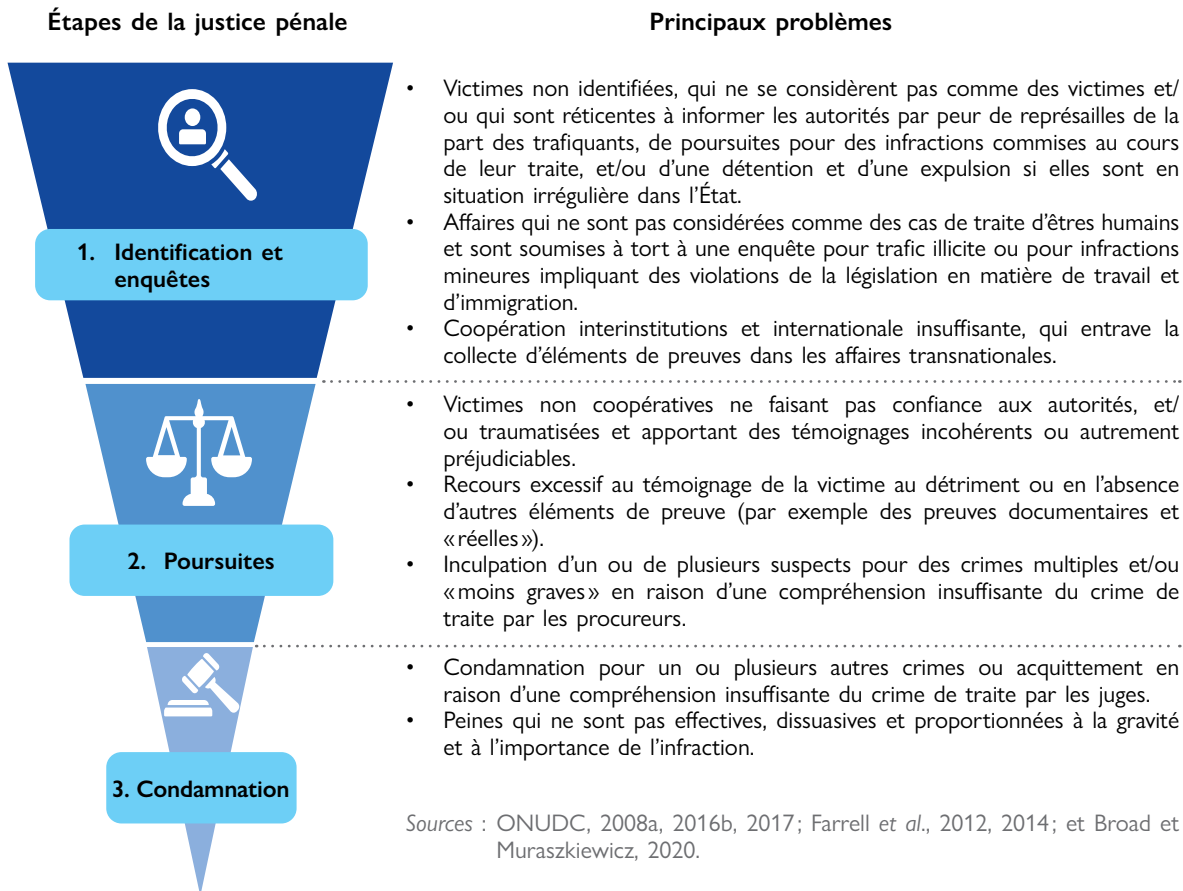 Étapes de la justice pénale
Principaux problèmes
1. Identification et
enquêtes
• Victimes non identifiées, qui ne se considèrent pas comme des victimes et/
ou qui sont réticentes à informer les autorités par peur de représailles de la
part des trafiquants, de poursuites pour des infractions commises au cours
de leur traite, et/ou d’une détention et d’une expulsion si elles sont en
situation irrégulière dans l’État.
• Affaires qui ne sont pas considérées comme des cas de traite d’êtres humains
et sont soumises à tort à une enquête pour trafic illicite ou pour infractions
mineures impliquant des violations de la législation en matière de travail et
d’immigration.
• Coopération interinstitutions et internationale insuffisante, qui entrave la
collecte d’éléments de preuves dans les affaires transnationales.
2. Poursuites
• Victimes non coopératives ne faisant pas confiance aux autorités, et/
ou traumatisées et apportant des témoignages incohérents ou autrement
préjudiciables.
• Recours excessif au témoignage de la victime au détriment ou en l’absence
d’autres éléments de preuve (par exemple des preuves documentaires et
«réelles»).
• Inculpation d’un ou de plusieurs suspects pour des crimes multiples et/ou
«moins graves» en raison d’une compréhension insuffisante du crime de
traite par les procureurs.
3. Condamnation
• Condamnation pour un ou plusieurs autres crimes ou acquittement en
raison d’une compréhension insuffisante du crime de traite par les juges.
• Peines qui ne sont pas effectives, dissuasives et proportionnées à la gravité
et à l’importance de l’infraction.
Sources : ONUDC, 2008a, 2016b, 2017; Farrell et al., 2012, 2014; et Broad et
Muraszkiewicz, 2020.